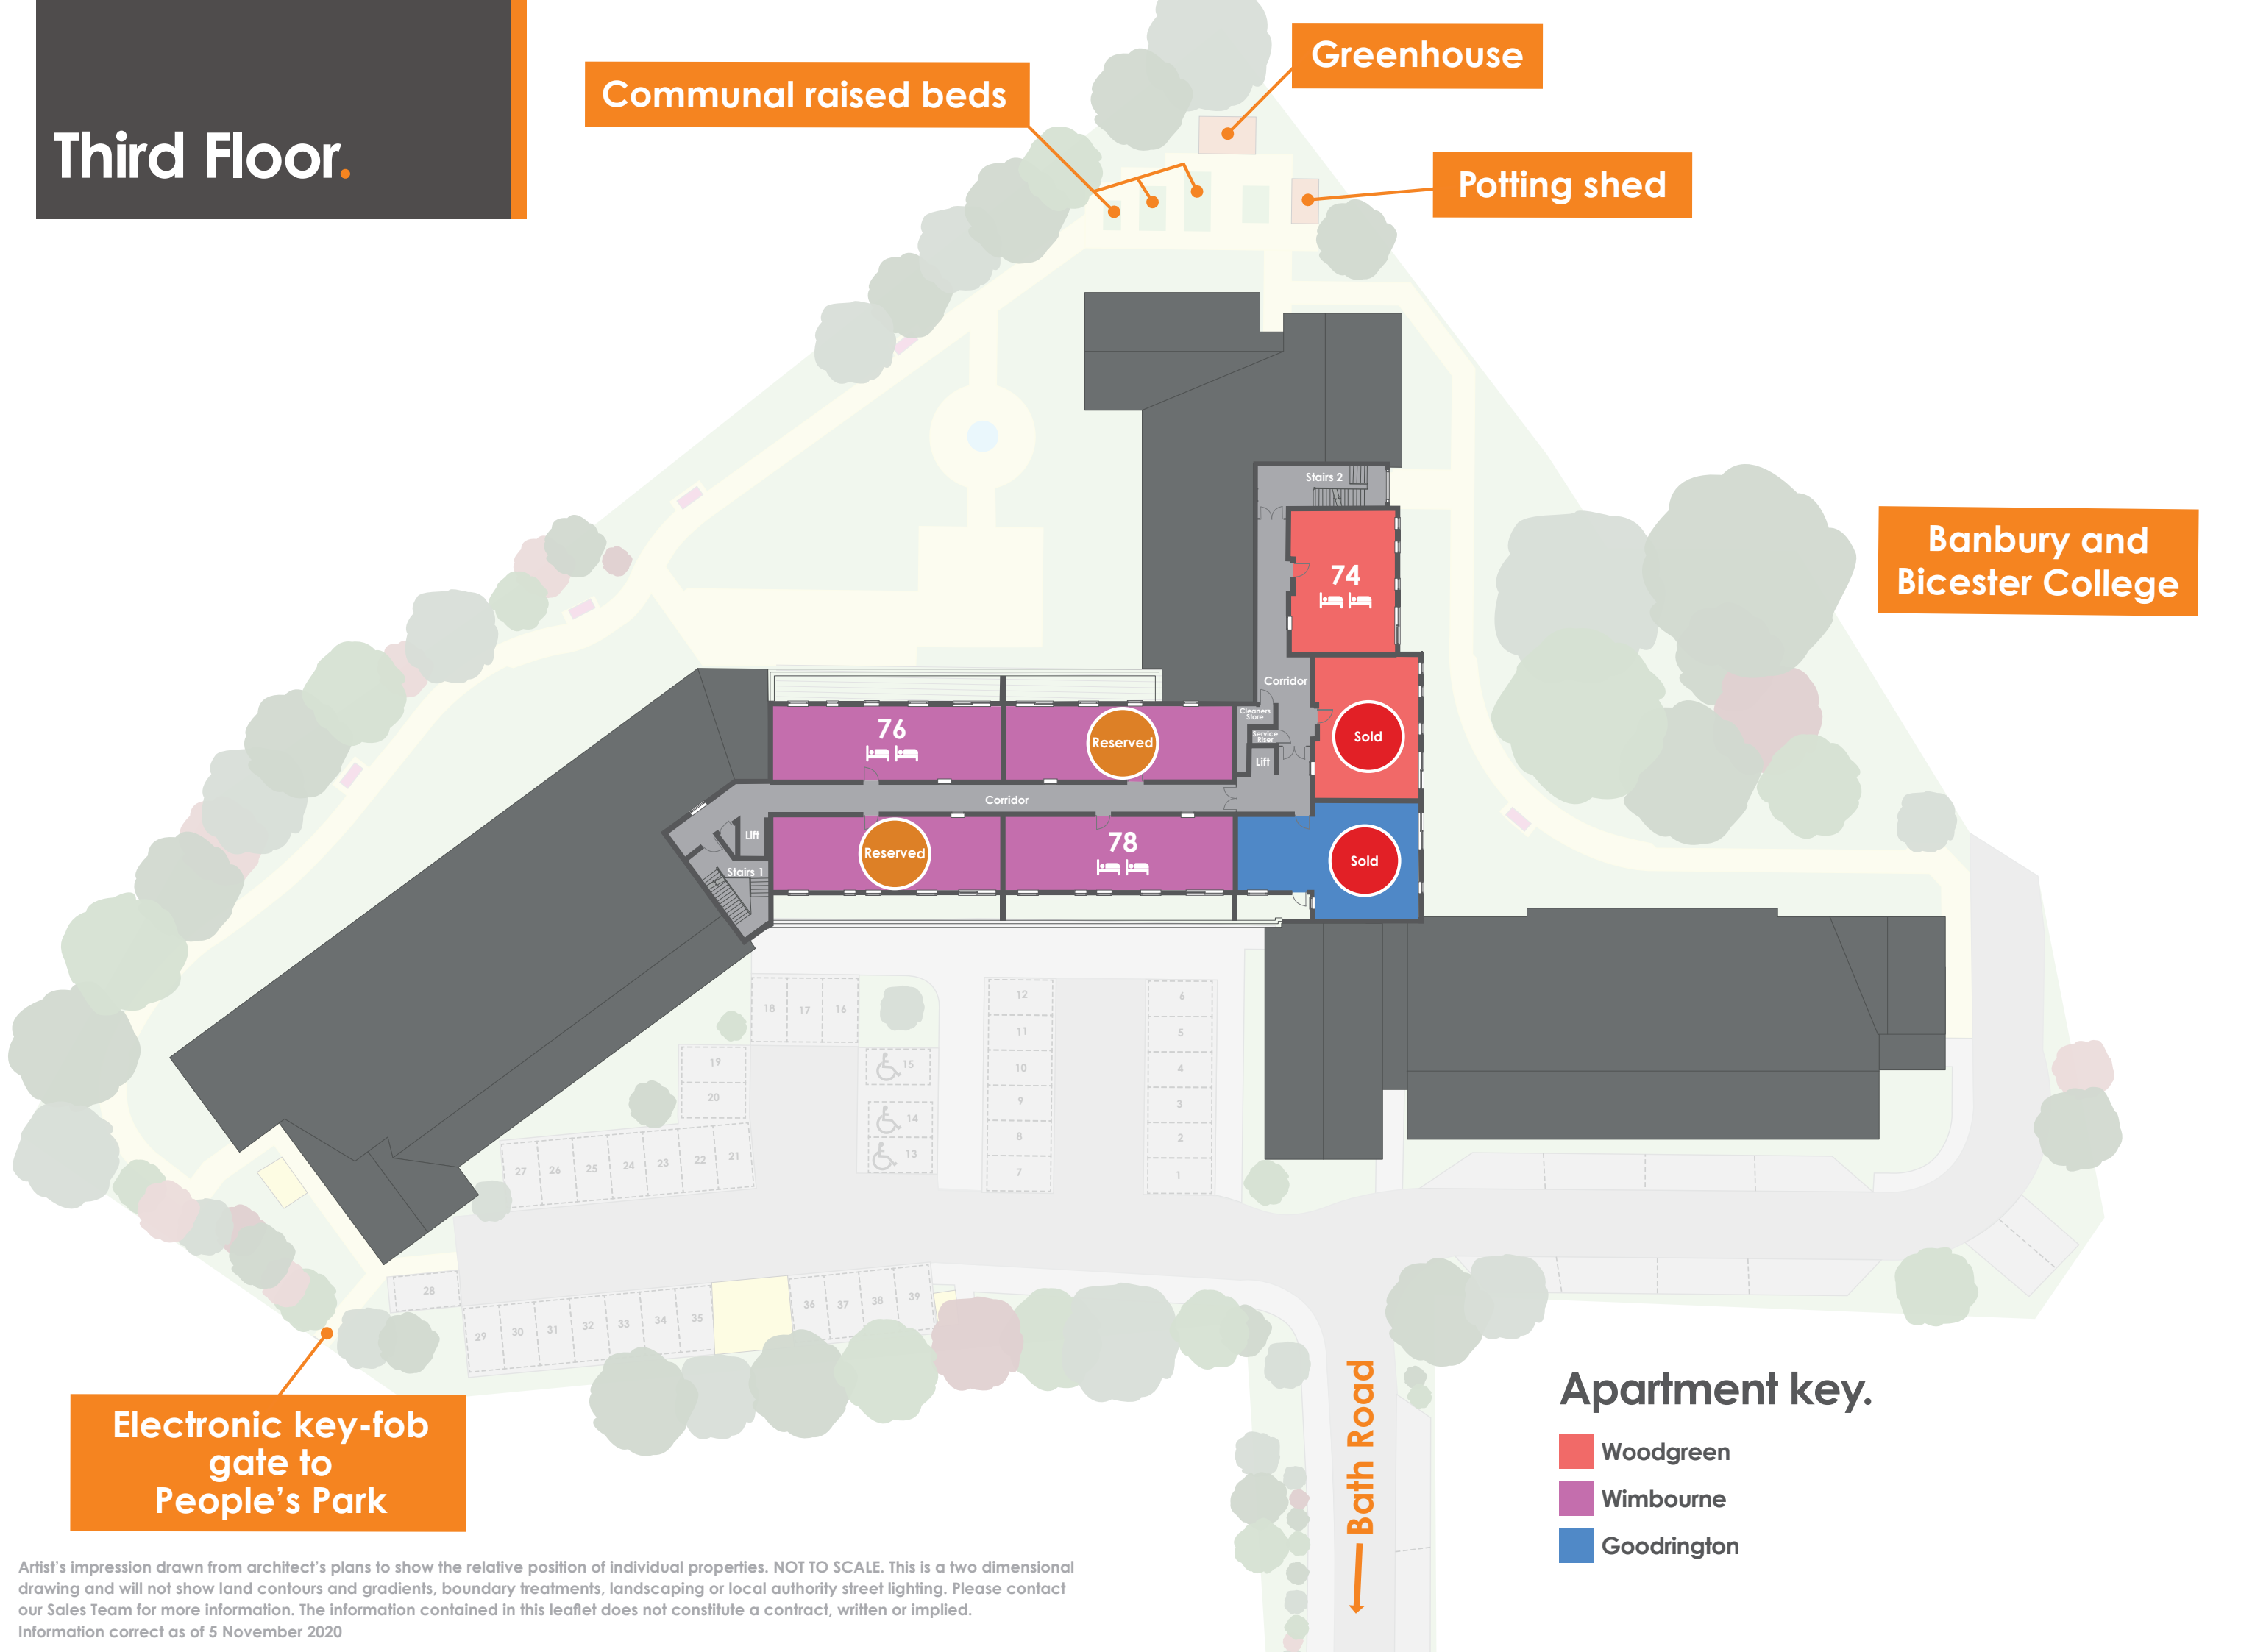 Third Floor.
Communal raised beds
Greenhouse
Potting shed
Banbury and
Bicester College
Stairs 2
74
Corridor
Cleaners
Store
Service
Riser
Lift
Sold
76
Reserved
Corridor
Lift
Stairs 1
Reserved
78
Sold
18
17
16
19
20
15
14
13
12
11
10
9
8
7
6
5
4
3
2
1
27
26
25
24
23
22
21
28
29
30
31
32
33
34
35
36
37
38
39
Electronic key-fob
gate to
People's Park
Bath Road
Apartment key.
Woodgreen
Wimbourne
Goodrington
Artist's impression drawn from architect's plans to show the relative position of individual properties. NOT TO SCALE. This is a two dimensional
drawing and will not show land contours and gradients, boundary treatments, landscaping or local authority street lighting. Please contact
our Sales Team for more information. The information contained in this leaflet does not constitute a contract, written or implied.
Information correct as of 5 November 2020